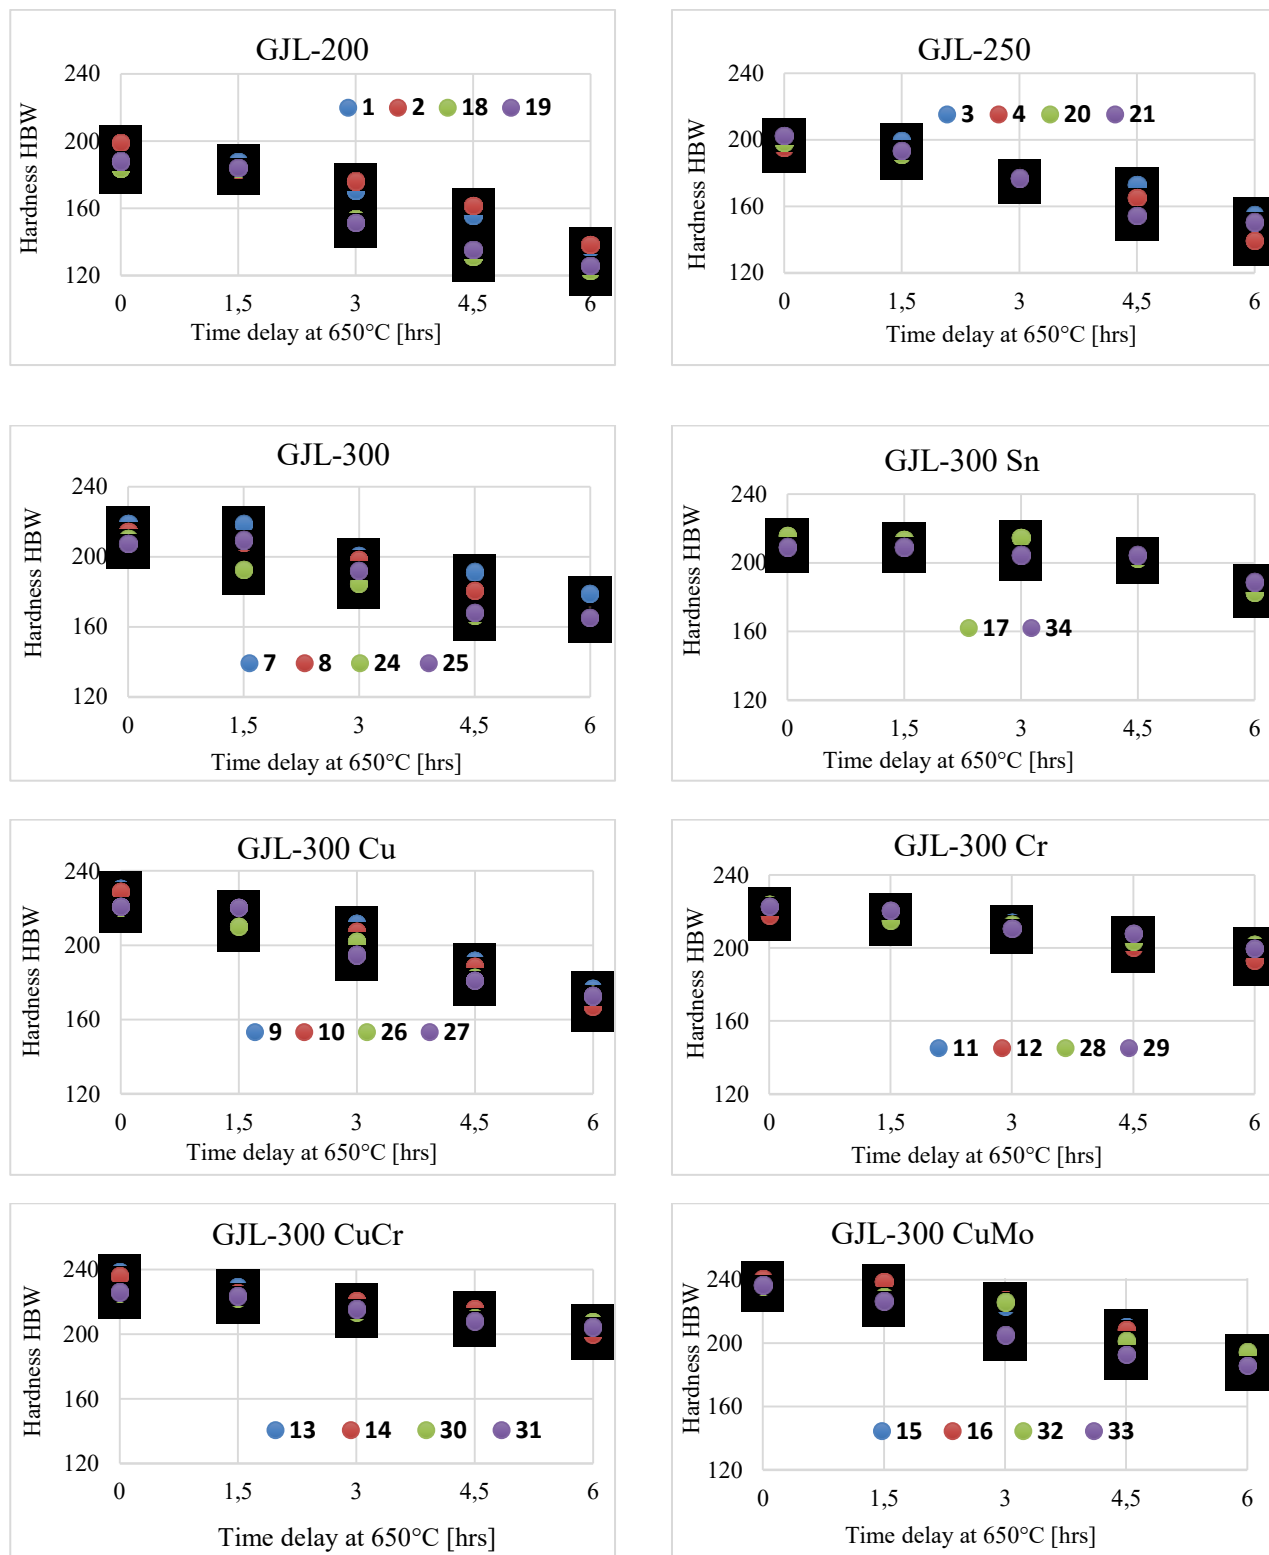 GJL-200
Hardness HBW
240
200
160
120
1 2 18 19
0 1,5 3 4,5 6
Time delay at 650°C [hrs]
GJL-250
Hardness HBW
240
200
160
120
3 4 20 21
0 1,5 3 4,5 6
Time delay at 650°C [hrs]
GJL-300
Hardness HBW
240
200
160
120
7 8 24 25
0 1,5 3 4,5 6
Time delay at 650°C [hrs]
GJL-300 Sn
Hardness HBW
240
200
160
120
17 34
0 1,5 3 4,5 6
Time delay at 650°C [hrs]
GJL-300 Cu
Hardness HBW
240
200
160
120
9 10 26 27
0 1,5 3 4,5 6
Time delay at 650°C [hrs]
GJL-300 Cr
Hardness HBW
240
200
160
120
11 12 28 29
0 1,5 3 4,5 6
Time delay at 650°C [hrs]
GJL-300 CuCr
Hardness HBW
240
200
160
120
13 14 30 31
0 1,5 3 4,5 6
Time delay at 650°C [hrs]
GJL-300 CuMo
Hardness HBW
240
200
160
120
15 16 32 33
0 1,5 3 4,5 6
Time delay at 650°C [hrs]